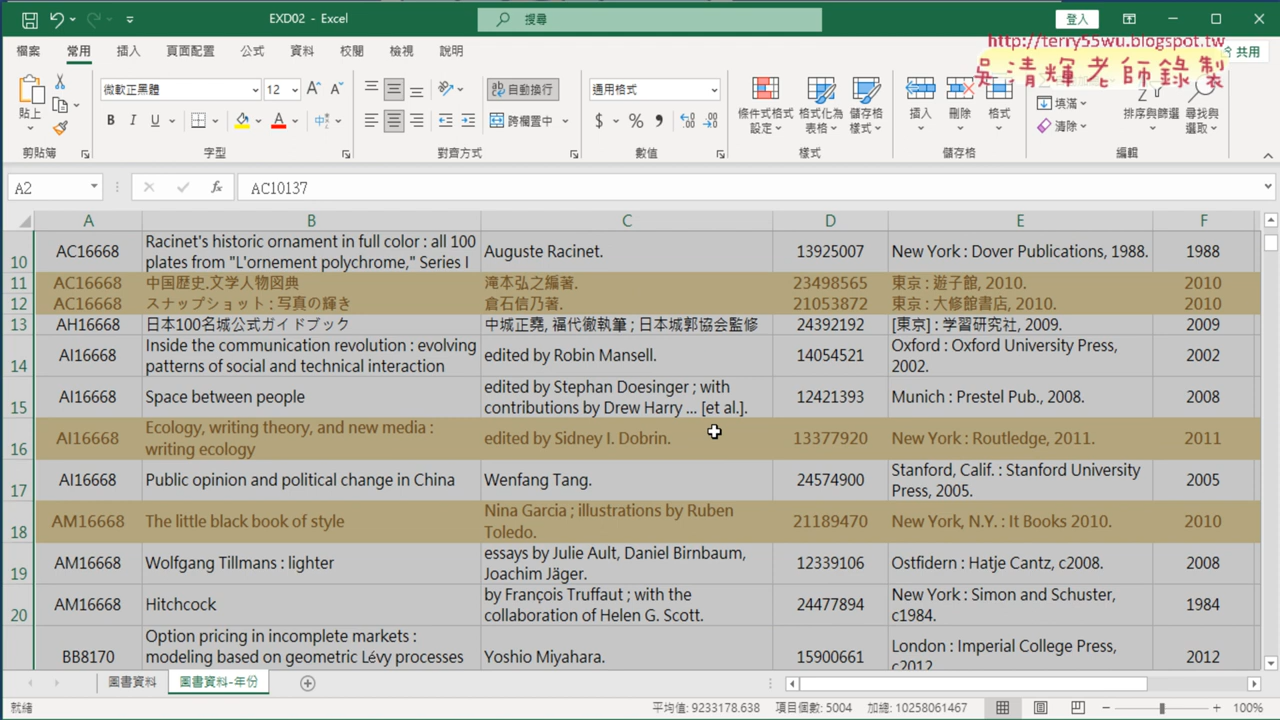 EXD02 - Excel
搜尋
登入
http://terry55wu.blogspot.tw
吳清輝老師錄製
檔案 常用 插入 頁面配置 公式 資料 校閱 檢視 說明 共用
貼上
微軟正黑體 12
B I U A
自動換行
跨欄置中
通用格式
$ % 9
條件式格式設定
格式化為表格
儲存格樣式
插入 刪除 格式
填滿
清除
排序與篩選
尋找與選取
剪貼簿 字型 對齊方式 數值 樣式 儲存格 編輯
A2 fx AC10137
A B C D E F
10 AC16668 Racinet's historic ornament in full color : all 100 plates from "L'ornement polychrome," Series I Auguste Racinet. 13925007 New York : Dover Publications, 1988. 1988
11 AC16668 中国歴史.文学人物図典 滝本弘之編著. 23498565 東京 : 遊子館, 2010. 2010
12 AC16668 スナップショット : 写真の輝き 倉石信乃著. 21053872 東京 : 大修館書店, 2010. 2010
13 AH16668 日本100名城公式ガイドブック 中城正堯, 福代徹執筆 ; 日本城郭協会監修 24392192 [東京] : 学習研究社, 2009. 2009
14 AI16668 Inside the communication revolution : evolving patterns of social and technical interaction edited by Robin Mansell. 14054521 Oxford : Oxford University Press, 2002. 2002
15 AI16668 Space between people edited by Stephan Doesinger ; with contributions by Drew Harry ... [et al.]. 12421393 Munich : Prestel Pub., 2008. 2008
16 AI16668 Ecology, writing theory, and new media : writing ecology edited by Sidney I. Dobrin. 13377920 New York : Routledge, 2011. 2011
17 AI16668 Public opinion and political change in China Wenfang Tang. 24574900 Stanford, Calif. : Stanford University Press, 2005. 2005
18 AM16668 The little black book of style Nina Garcia ; illustrations by Ruben Toledo. 21189470 New York, N.Y. : It Books 2010. 2010
19 AM16668 Wolfgang Tillmans : lighter essays by Julie Ault, Daniel Birnbaum, Joachim Jäger. 12339106 Ostfidern : Hatje Cantz, c2008. 2008
20 AM16668 Hitchcock by François Truffaut ; with the collaboration of Helen G. Scott. 24477894 New York : Simon and Schuster, c1984. 1984
BB8170 Option pricing in incomplete markets : modeling based on geometric Lévy processes Yoshio Miyahara. 15900661 London : Imperial College Press, c2012. 2012
圖書資料 圖書資料-年份
就緒 平均值: 9233178.638 項目個數: 5004 加總: 10258061467 100%